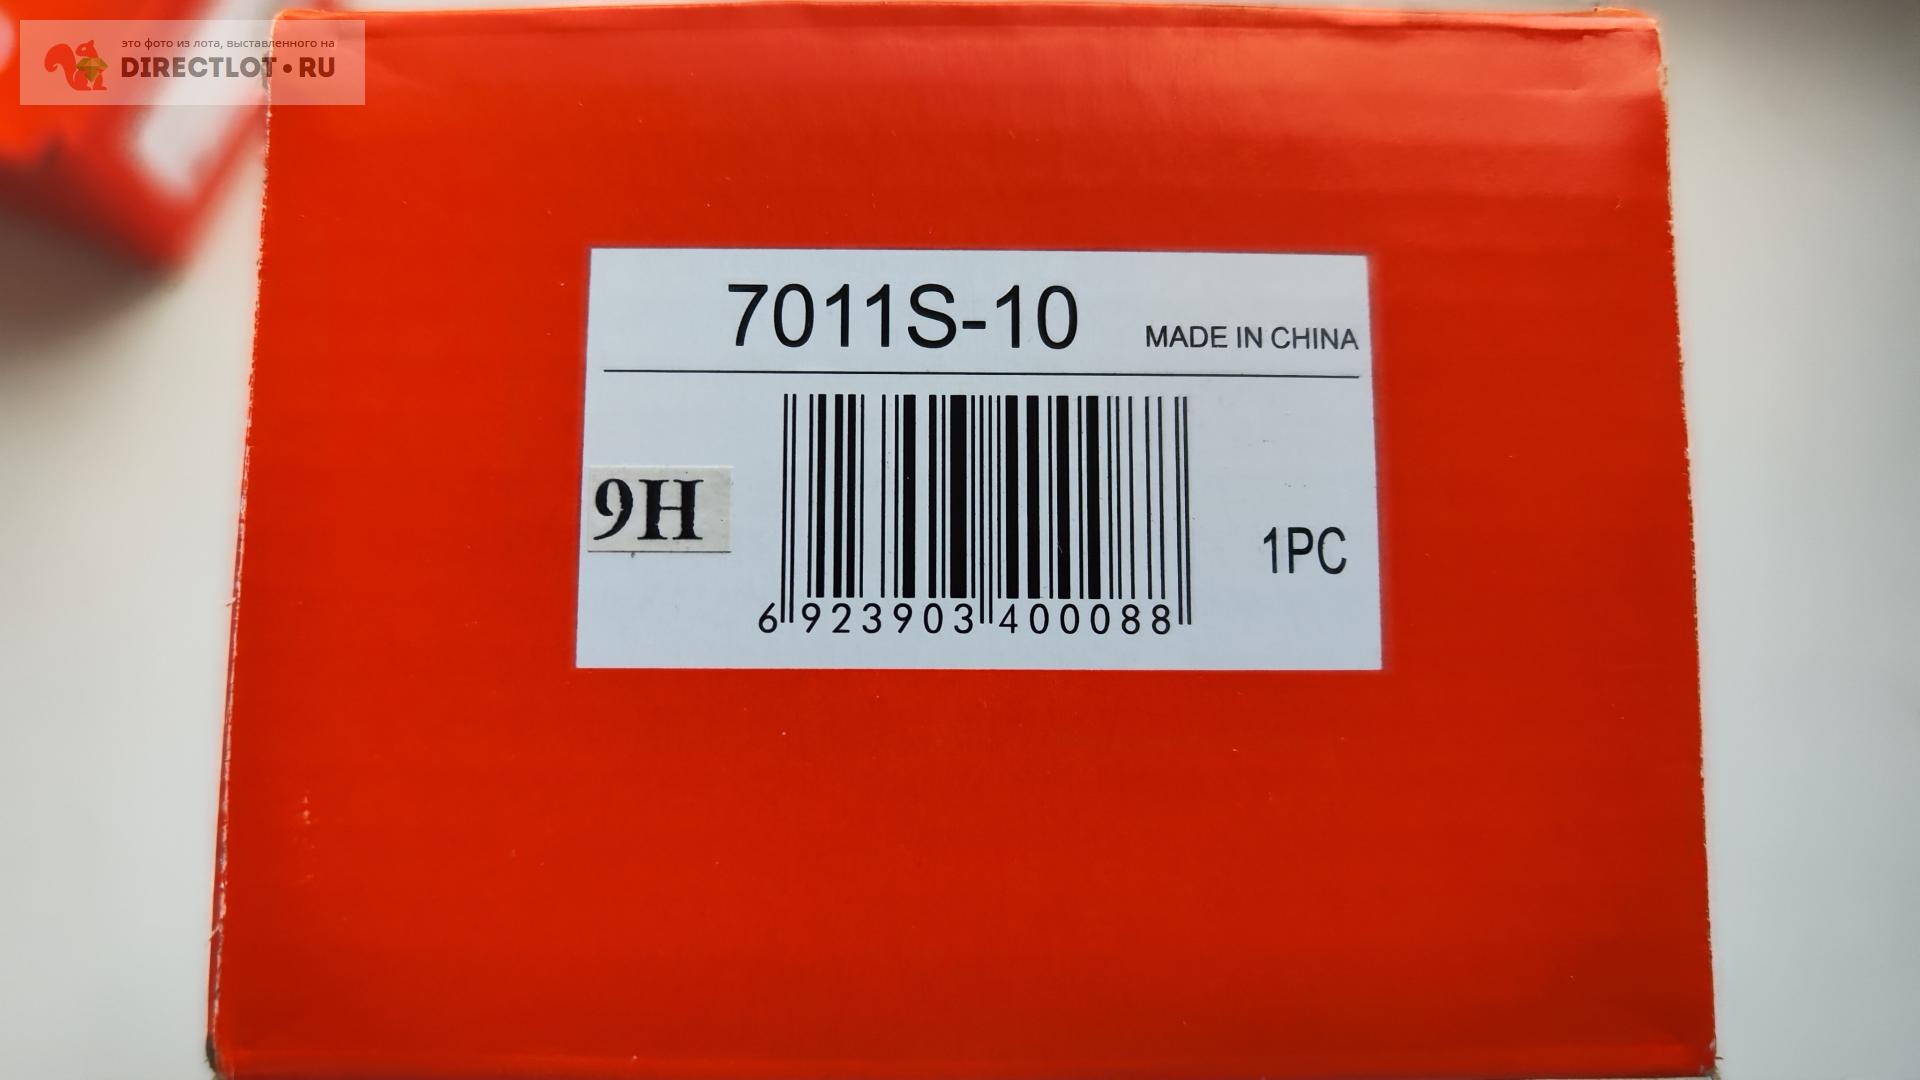 это фото из лота, выставленного на
DIRECTLOT•RU
7011S-10
MADE IN CHINA
9H
6 923903 400088
1PC